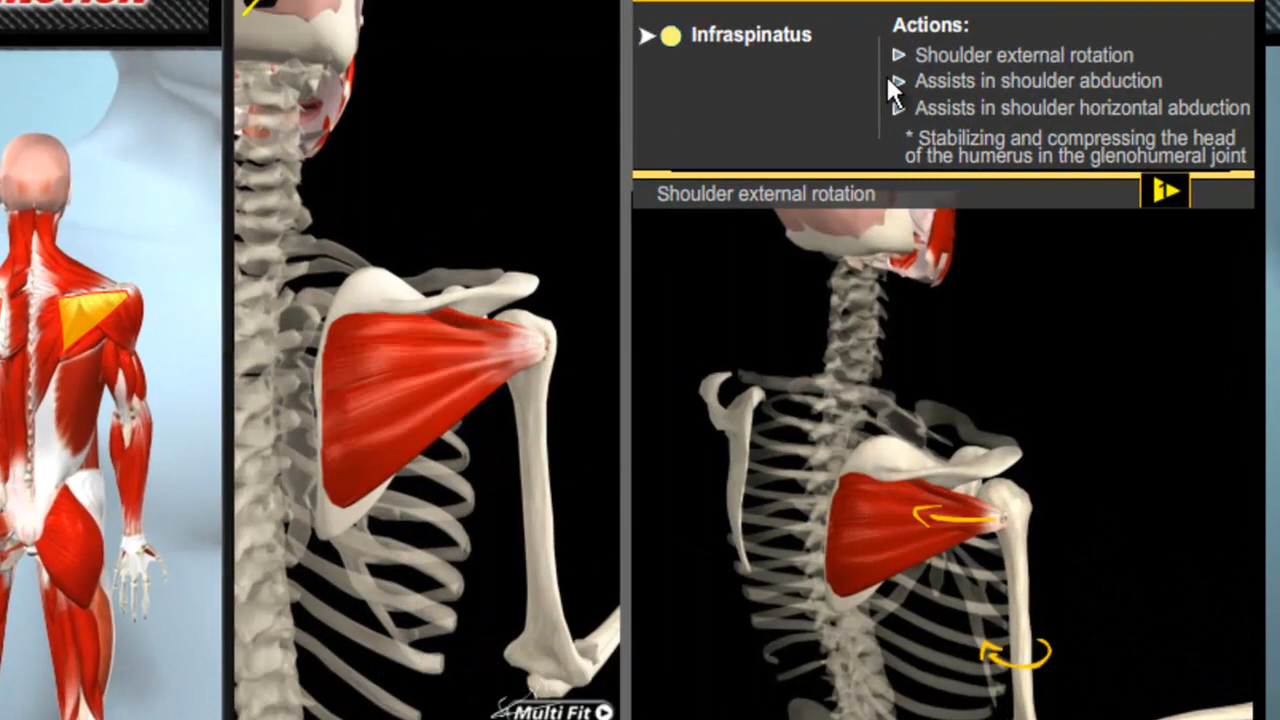 Infraspinatus
Actions:
Shoulder external rotation
Assists in shoulder abduction
Assists in shoulder horizontal abduction
* Stabilizing and compressing the head
of the humerus in the glenohumeral joint
Shoulder external rotation
1
Multi Fit